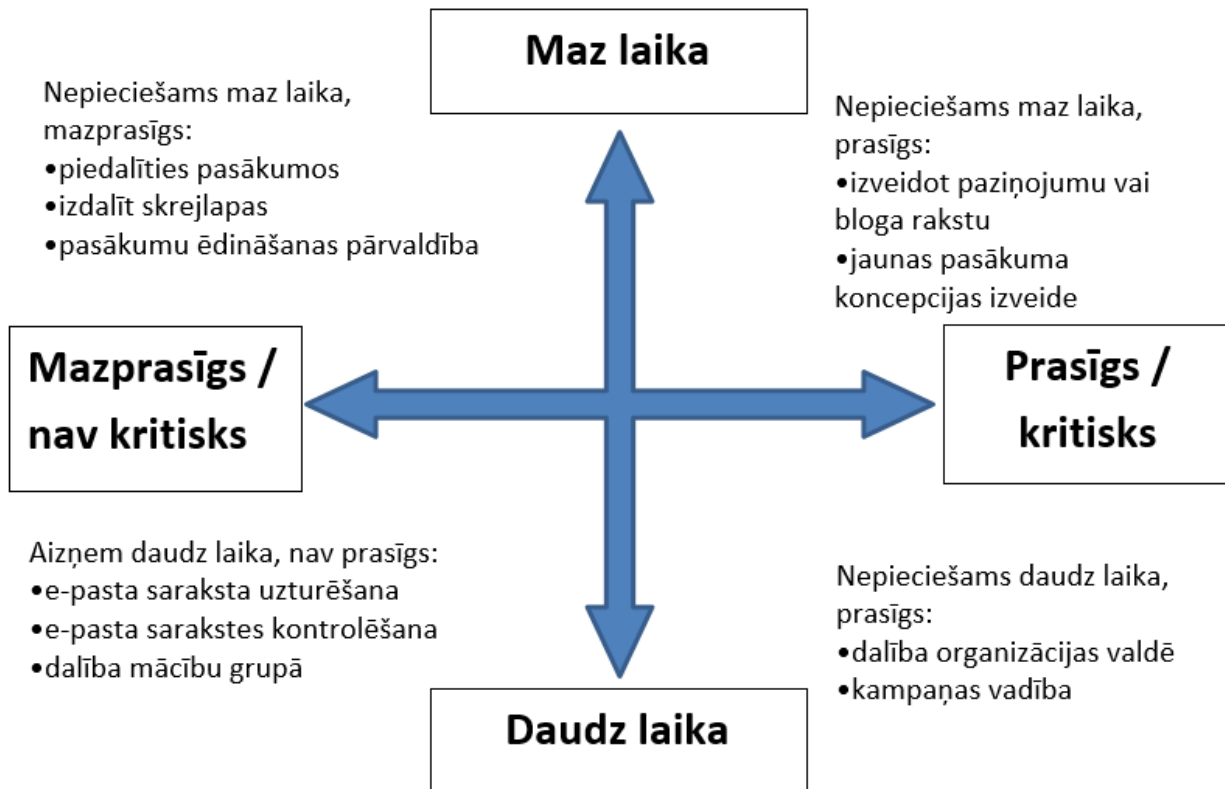 Maz laika
Nepieciešams maz laika,
mazprasīgs:
•piedalīties pasākumos
•izdalīt skrejlapas
•pasākumu ēdināšanas pārvaldība
Nepieciešams maz laika,
prasīgs:
•izveidot paziņojumu vai
bloga rakstu
•jaunas pasākuma
koncepcijas izveide
Mazprasīgs /
nav kritisks
Prasīgs /
kritisks
Aizņem daudz laika, nav prasīgs:
•e-pasta saraksta uzturēšana
•e-pasta sarakstes kontrolēšana
•dalība mācību grupā
Nepieciešams daudz laika,
prasīgs:
•dalība organizācijas valdē
•kampaņas vadība
Daudz laika